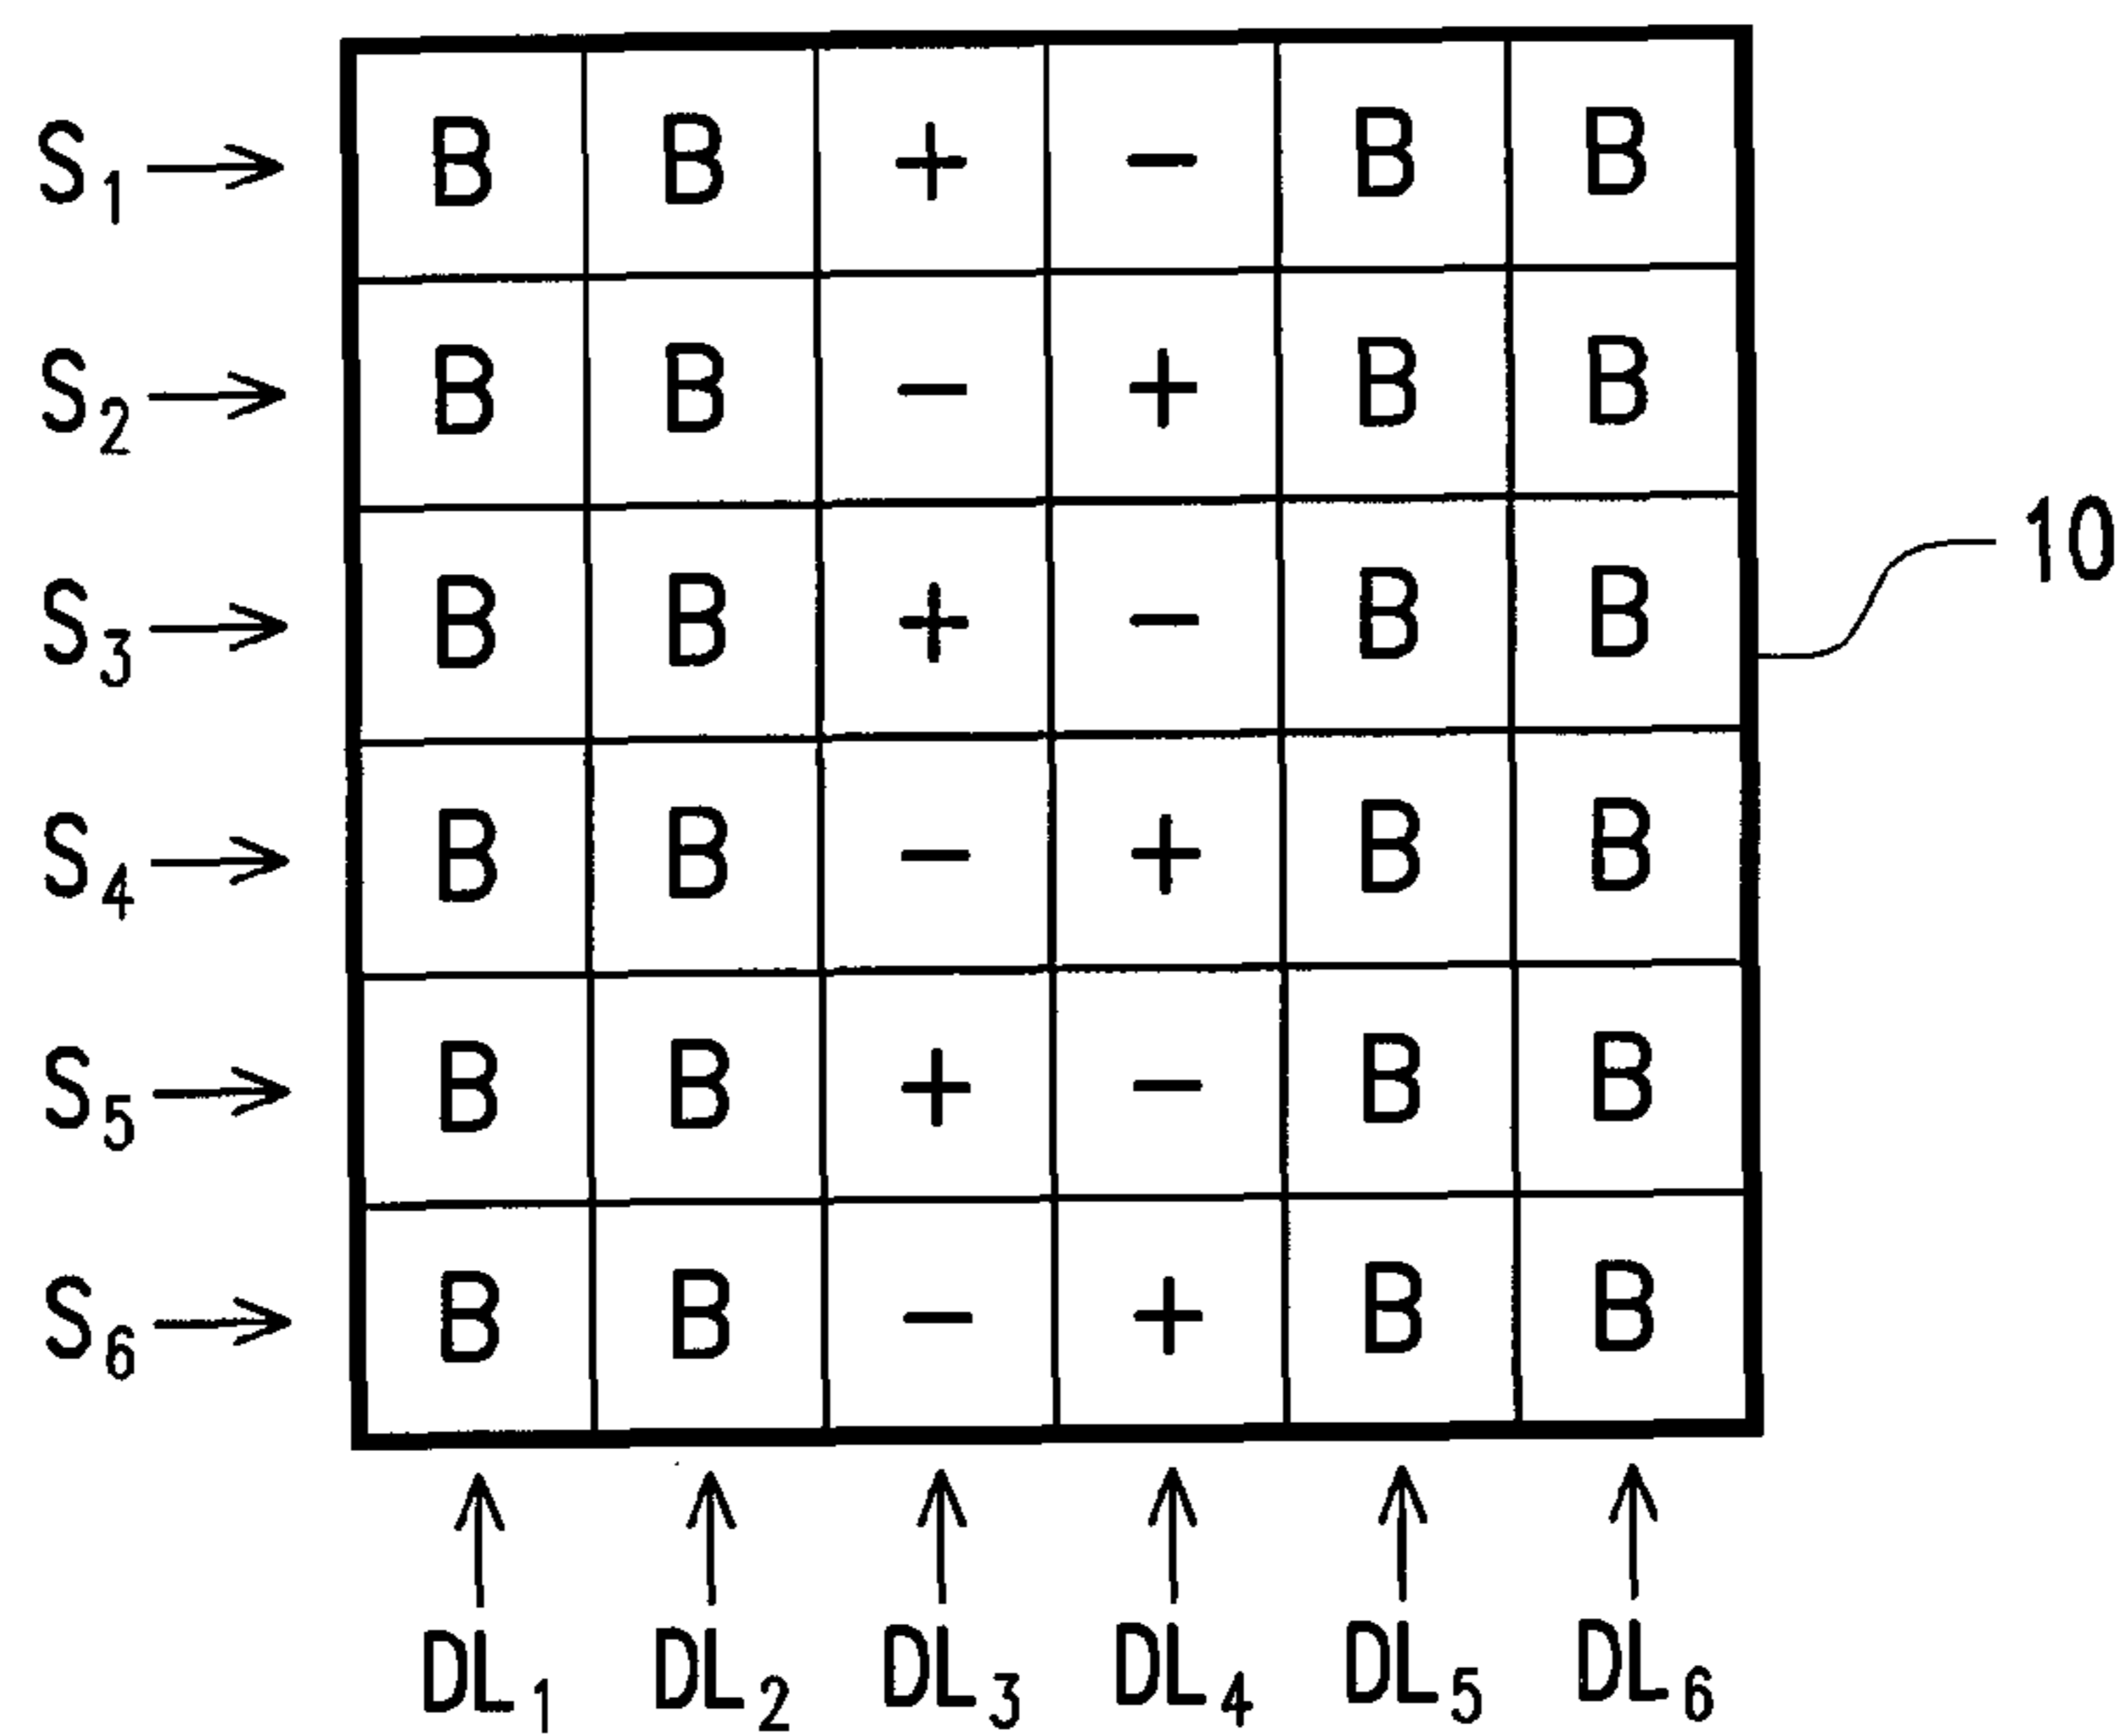 S1 → B B + − B B
S2 → B B − + B B
S3 → B B + − B B
10
S4 → B B − + B B
S5 → B B + − B B
S6 → B B − + B B
DL1 DL2 DL3 DL4 DL5 DL6